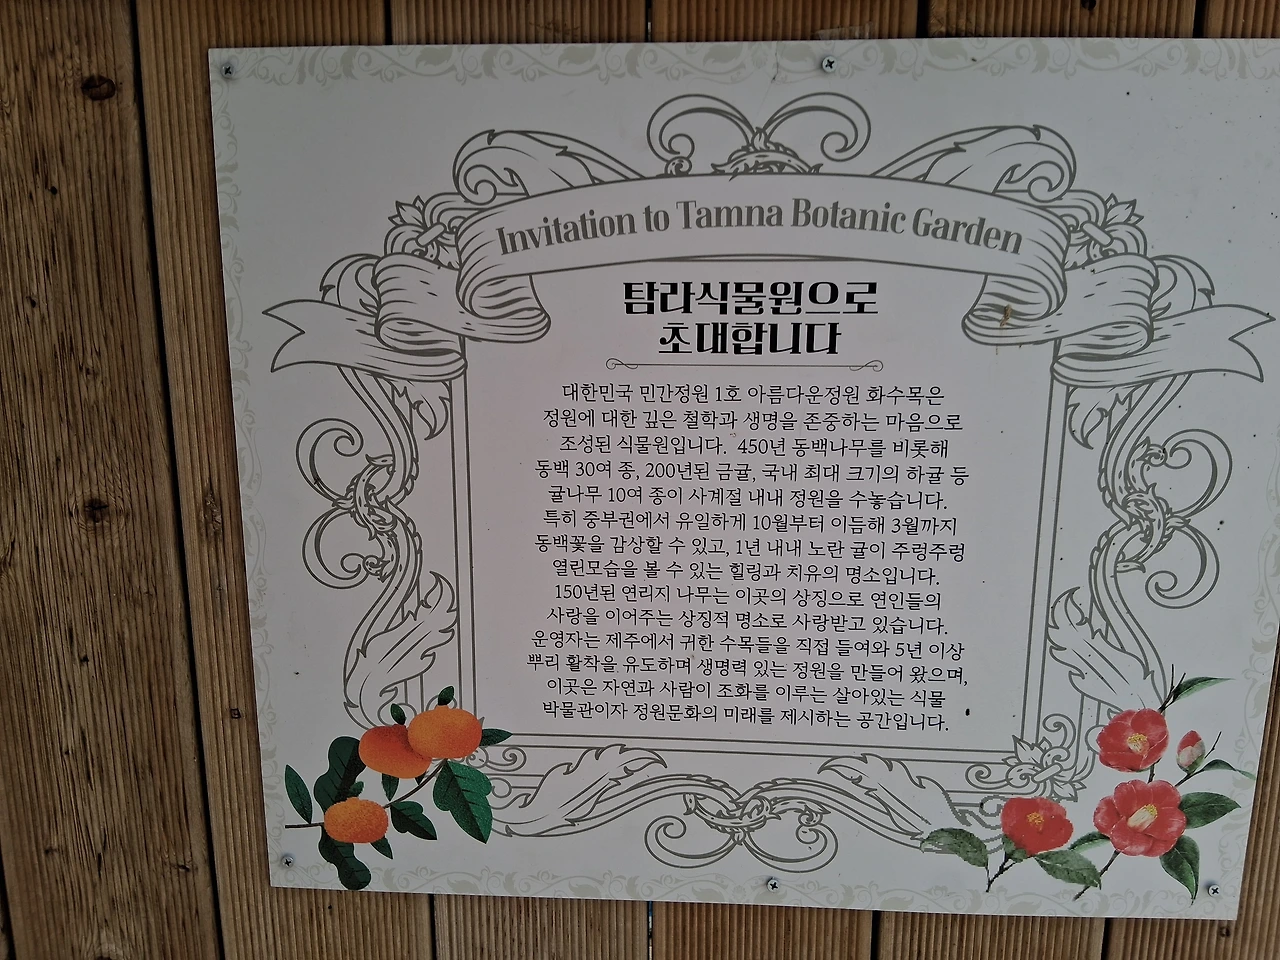 Invitation to Tamna Botanic Garden
탐라식물원으로
초대합니다
대한민국 민간정원 1호 아름다운정원 화수목은
정원에 대한 깊은 철학과 생명을 존중하는 마음으로
조성된 식물원입니다. 450년 동백나무를 비롯해
동백 30여 종, 200년된 금귤, 국내 최대 크기의 하귤 등
귤나무 10여 종이 사계절 내내 정원을 수놓습니다.
특히 중부권에서 유일하게 10월부터 이듬해 3월까지
동백꽃을 감상할 수 있고, 1년 내내 노란 귤이 주렁주렁
열린모습을 볼 수 있는 힐링과 치유의 명소입니다.
150년된 연리지 나무는 이곳의 상징으로 연인들의
사랑을 이어주는 상징적 명소로 사랑받고 있습니다.
운영자는 제주에서 귀한 수목들을 직접 들여와 5년 이상
뿌리 활착을 유도하며 생명력 있는 정원을 만들어 왔으며,
이곳은 자연과 사람이 조화를 이루는 살아있는 식물
박물관이자 정원문화의 미래를 제시하는 공간입니다.